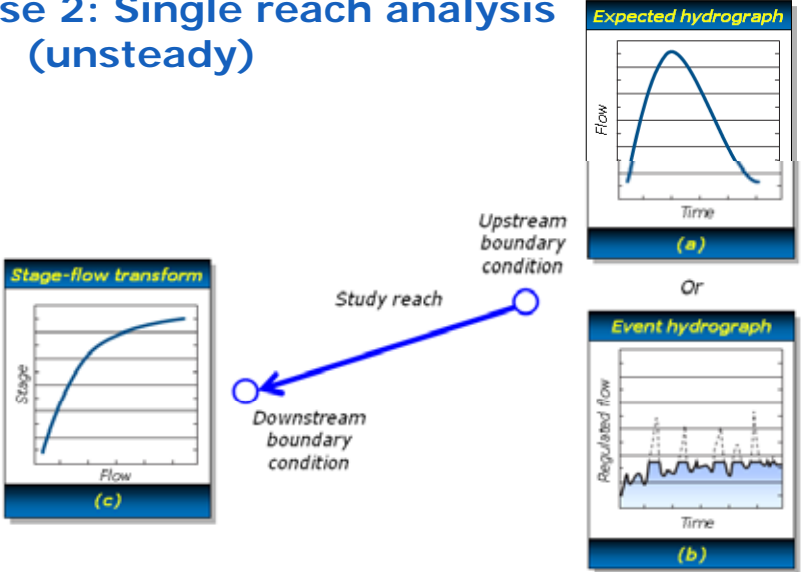 se 2: Single reach analysis
(unsteady)
Expected hydrograph
Flow
Time
(a)
Upstream
boundary
condition
Or
Study reach
Stage-flow transform
Stage
Flow
(c)
Downstream
boundary
condition
Event hydrograph
Regulated flow
Time
(b)